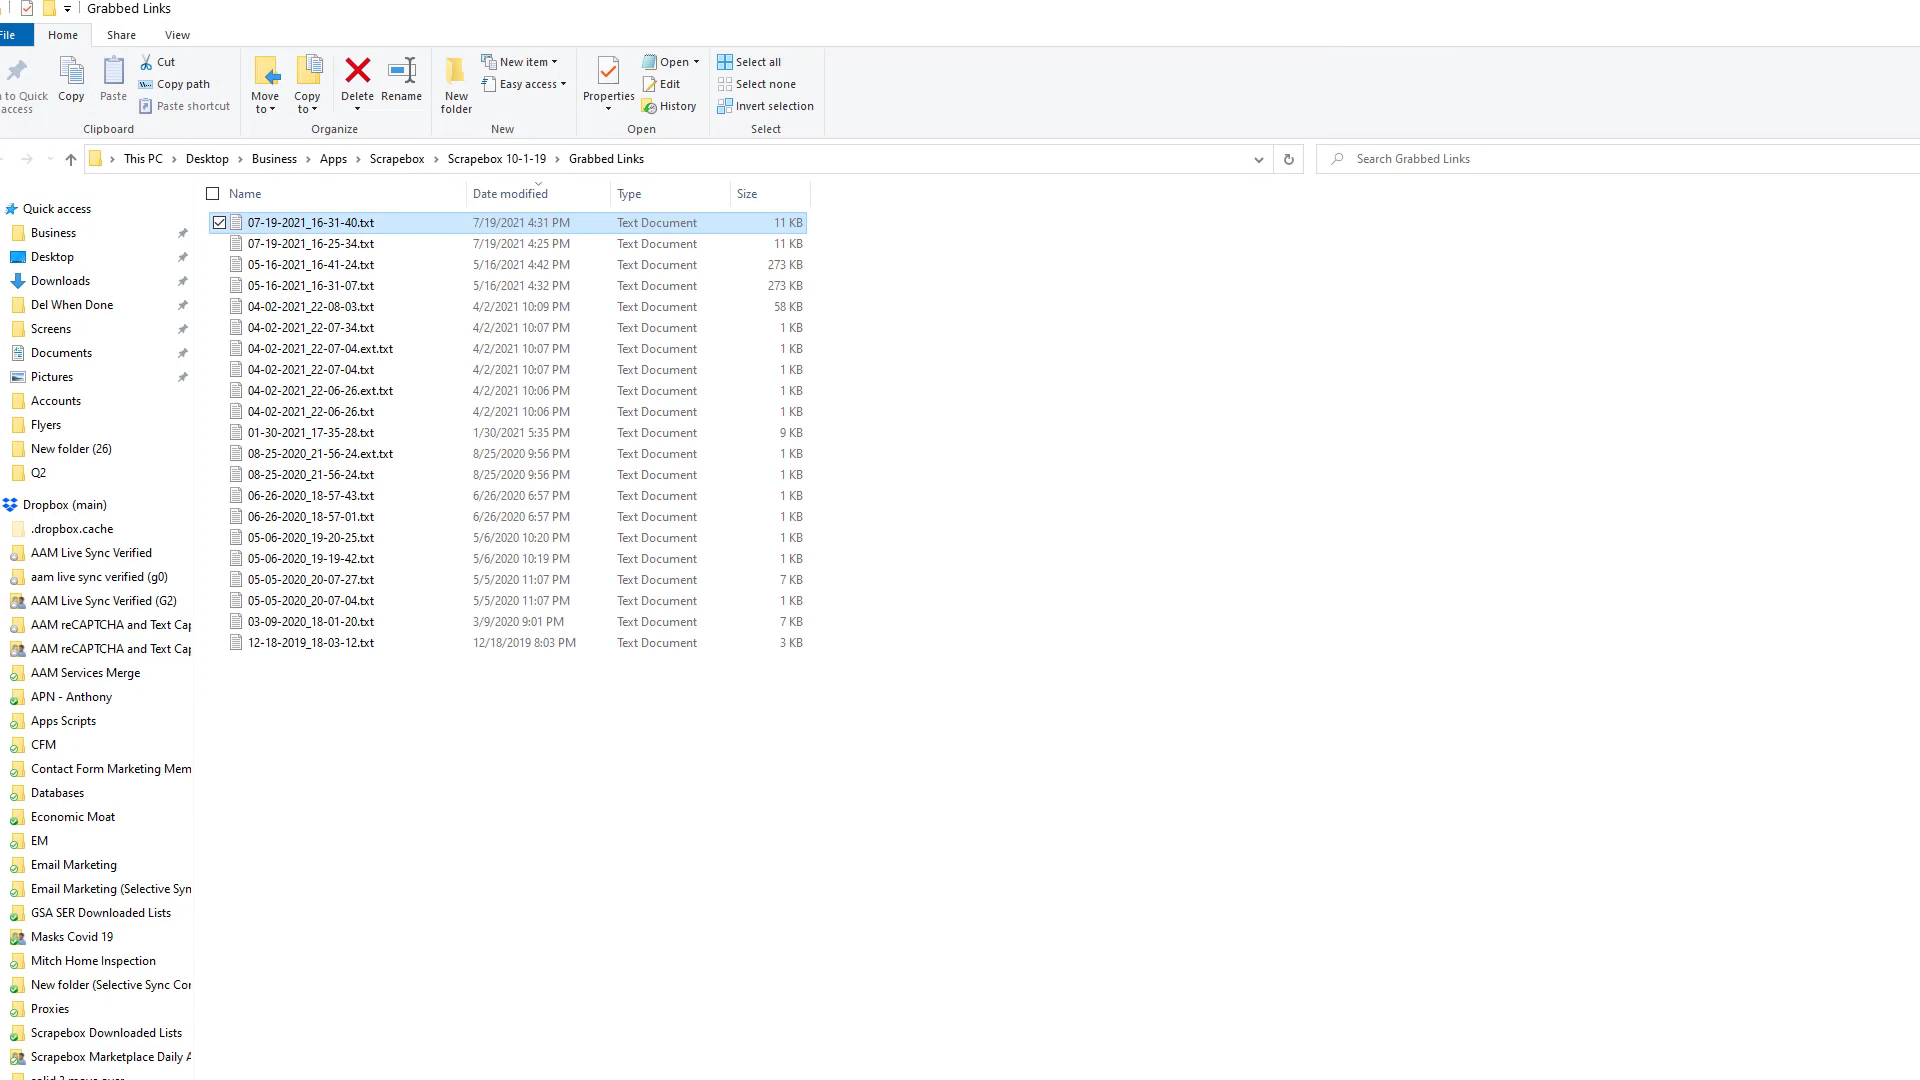 Grabbed Links
File Home Share View
Cut
Copy path
Paste shortcut
to Quick access
Copy
Paste
Clipboard
Move to
Copy to
Delete
Rename
Organize
New folder
New item
Easy access
New
Properties
Open
Edit
History
Open
Select all
Select none
Invert selection
Select
This PC > Desktop > Business > Apps > Scrapebox > Scrapebox 10-1-19 > Grabbed Links
Search Grabbed Links
Name Date modified Type Size
07-19-2021_16-31-40.txt 7/19/2021 4:31 PM Text Document 11 KB
07-19-2021_16-25-34.txt 7/19/2021 4:25 PM Text Document 11 KB
05-16-2021_16-41-24.txt 5/16/2021 4:42 PM Text Document 273 KB
05-16-2021_16-31-07.txt 5/16/2021 4:32 PM Text Document 273 KB
04-02-2021_22-08-03.txt 4/2/2021 10:09 PM Text Document 58 KB
04-02-2021_22-07-34.txt 4/2/2021 10:07 PM Text Document 1 KB
04-02-2021_22-07-04.ext.txt 4/2/2021 10:07 PM Text Document 1 KB
04-02-2021_22-07-04.txt 4/2/2021 10:07 PM Text Document 1 KB
04-02-2021_22-06-26.ext.txt 4/2/2021 10:06 PM Text Document 1 KB
04-02-2021_22-06-26.txt 4/2/2021 10:06 PM Text Document 1 KB
01-30-2021_17-35-28.txt 1/30/2021 5:35 PM Text Document 9 KB
08-25-2020_21-56-24.ext.txt 8/25/2020 9:56 PM Text Document 1 KB
08-25-2020_21-56-24.txt 8/25/2020 9:56 PM Text Document 1 KB
06-26-2020_18-57-43.txt 6/26/2020 6:57 PM Text Document 1 KB
06-26-2020_18-57-01.txt 6/26/2020 6:57 PM Text Document 1 KB
05-06-2020_19-20-25.txt 5/6/2020 10:20 PM Text Document 1 KB
05-06-2020_19-19-42.txt 5/6/2020 10:19 PM Text Document 1 KB
05-05-2020_20-07-27.txt 5/5/2020 11:07 PM Text Document 7 KB
05-05-2020_20-07-04.txt 5/5/2020 11:07 PM Text Document 1 KB
03-09-2020_18-01-20.txt 3/9/2020 9:01 PM Text Document 7 KB
12-18-2019_18-03-12.txt 12/18/2019 8:03 PM Text Document 3 KB
Quick access
Business
Desktop
Downloads
Del When Done
Screens
Documents
Pictures
Accounts
Flyers
New folder (26)
Q2
Dropbox (main)
.dropbox.cache
AAM Live Sync Verified
aam live sync verified (g0)
AAM Live Sync Verified (G2)
AAM reCAPTCHA and Text Cap
AAM reCAPTCHA and Text Cap
AAM Services Merge
APN - Anthony
Apps Scripts
CFM
Contact Form Marketing Mem
Databases
Economic Moat
EM
Email Marketing
Email Marketing (Selective Syn
GSA SER Downloaded Lists
Masks Covid 19
Mitch Home Inspection
New folder (Selective Sync Cor
Proxies
Scrapebox Downloaded Lists
Scrapebox Marketplace Daily A